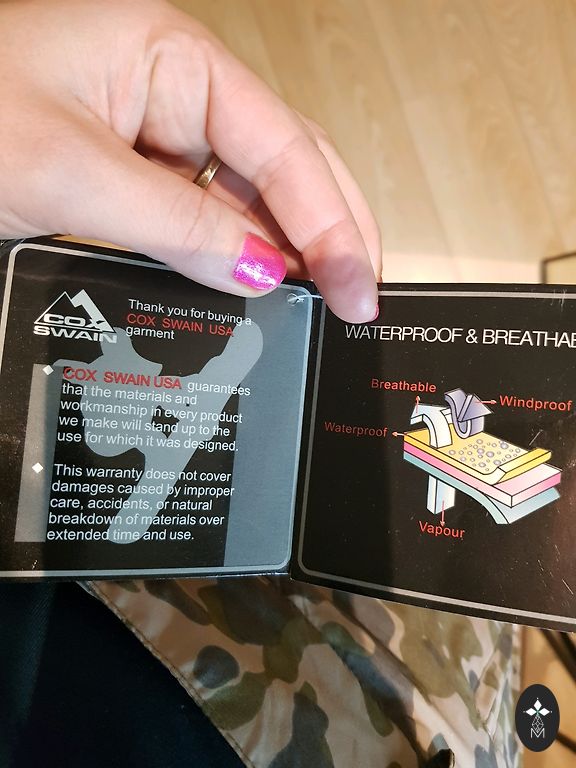 COX
SWAIN
Thank you for buying a
COX SWAIN USA
garment
COX SWAIN USA guarantees
that the materials and
workmanship in every product
we make will stand up to the
use for which it was designed.
This warranty does not cover
damages caused by improper
care, accidents, or natural
breakdown of materials over
extended time and use.
WATERPROOF & BREATHABE
Breathable
Windproof
Waterproof
Vapour
M